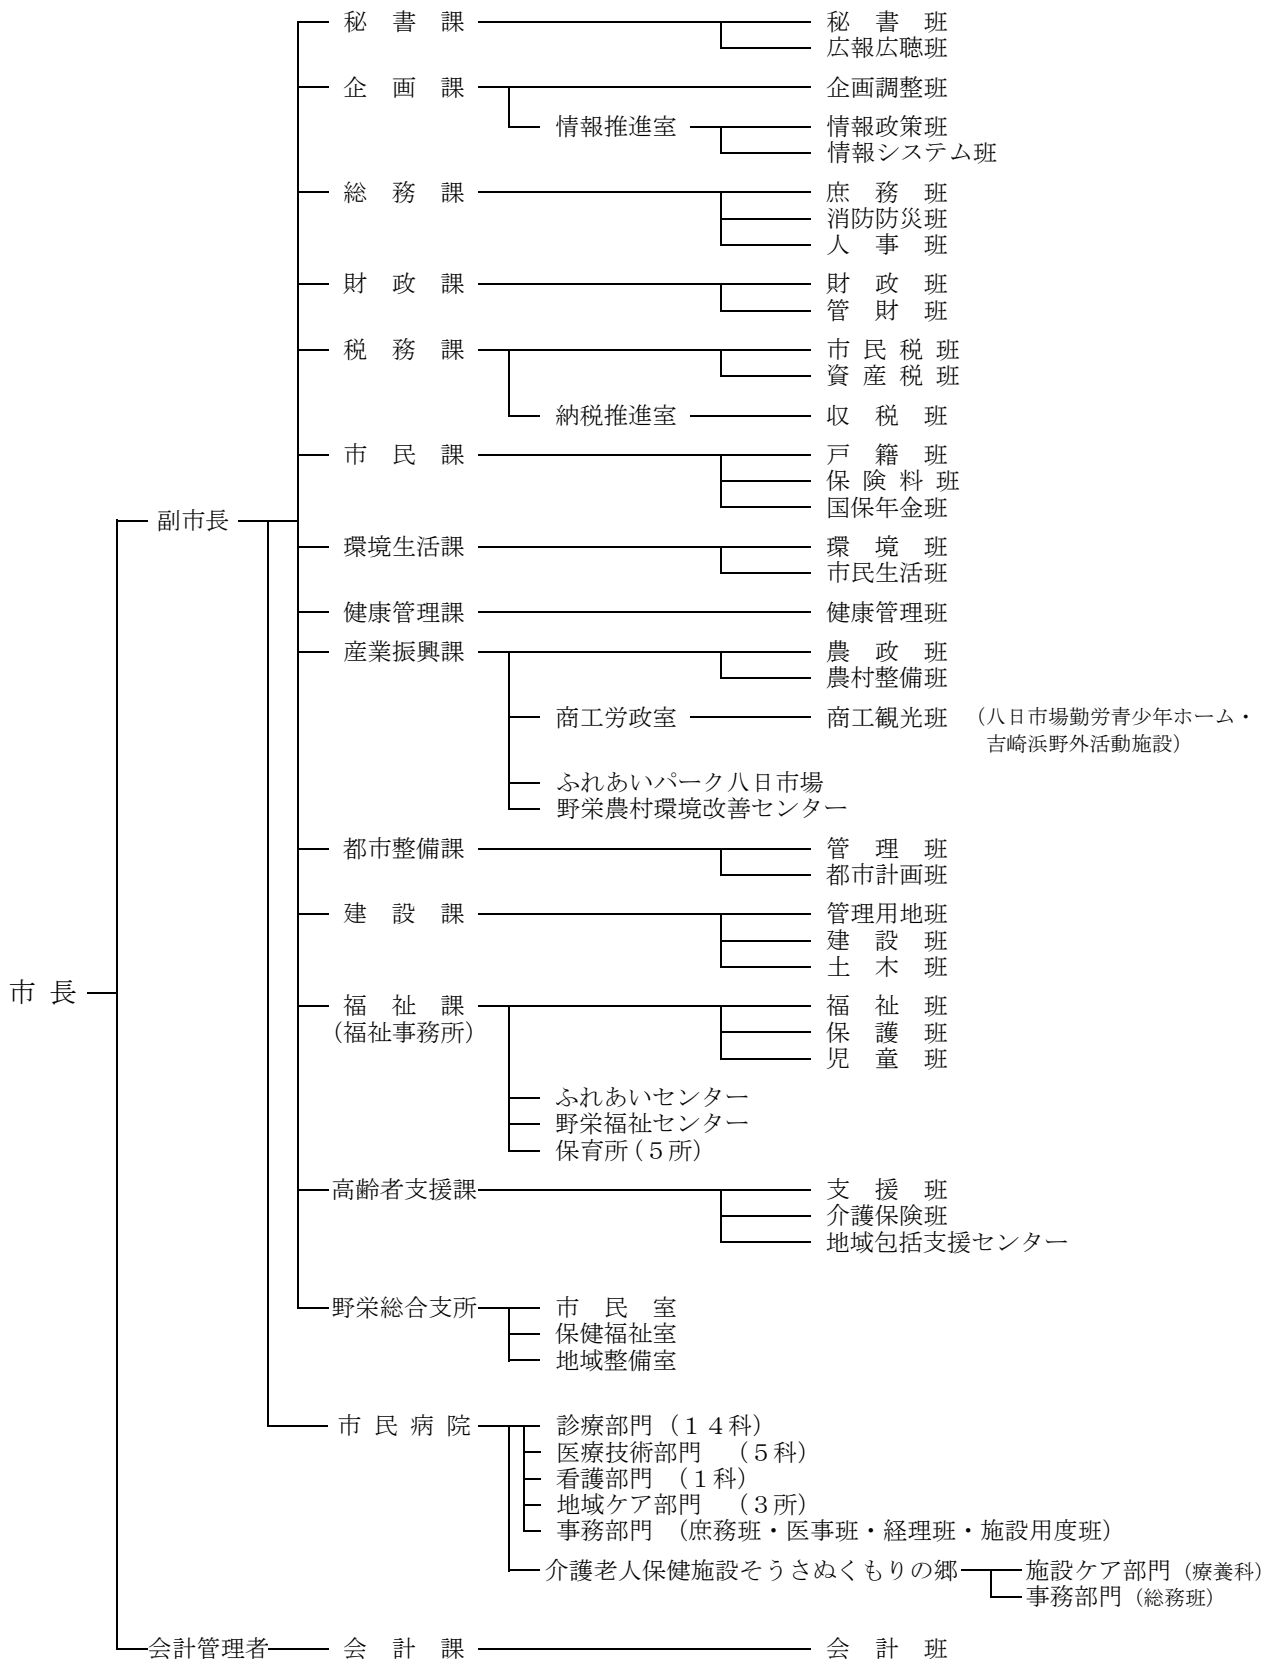 秘　書　課　秘　書　班
広報広聴班
企　画　課　企画調整班
情報推進室　情報政策班
情報システム班
総　務　課　庶　務　班
消防防災班
人　事　班
財　政　課　財　政　班
管　財　班
税　務　課　市 民 税 班
資 産 税 班
納税推進室　収　税　班
市　民　課　戸　籍　班
保 険 料 班
国保年金班
副市長
環境生活課　環　境　班
市民生活班
健康管理課　健康管理班
産業振興課　農　政　班
農村整備班
商工労政室　商工観光班　（八日市場勤労青少年ホーム・
吉崎浜野外活動施設）
ふれあいパーク八日市場
野栄農村環境改善センター
都市整備課　管　理　班
都市計画班
建　設　課　管理用地班
建　設　班
土　木　班
市 長
福　祉　課　福　祉　班
（福祉事務所）　保　護　班
児　童　班
ふれあいセンター
野栄福祉センター
保育所（５所）
高齢者支援課　支　援　班
介護保険班
地域包括支援センター
野栄総合支所　市　民　室
保健福祉室
地域整備室
市 民 病 院　診療部門（１４科）
医療技術部門　（５科）
看護部門　（１科）
地域ケア部門　（３所）
事務部門　（庶務班・医事班・経理班・施設用度班）
介護老人保健施設そうさぬくもりの郷　施設ケア部門（療養科）
事務部門（総務班）
会計管理者　会　計　課　会　計　班